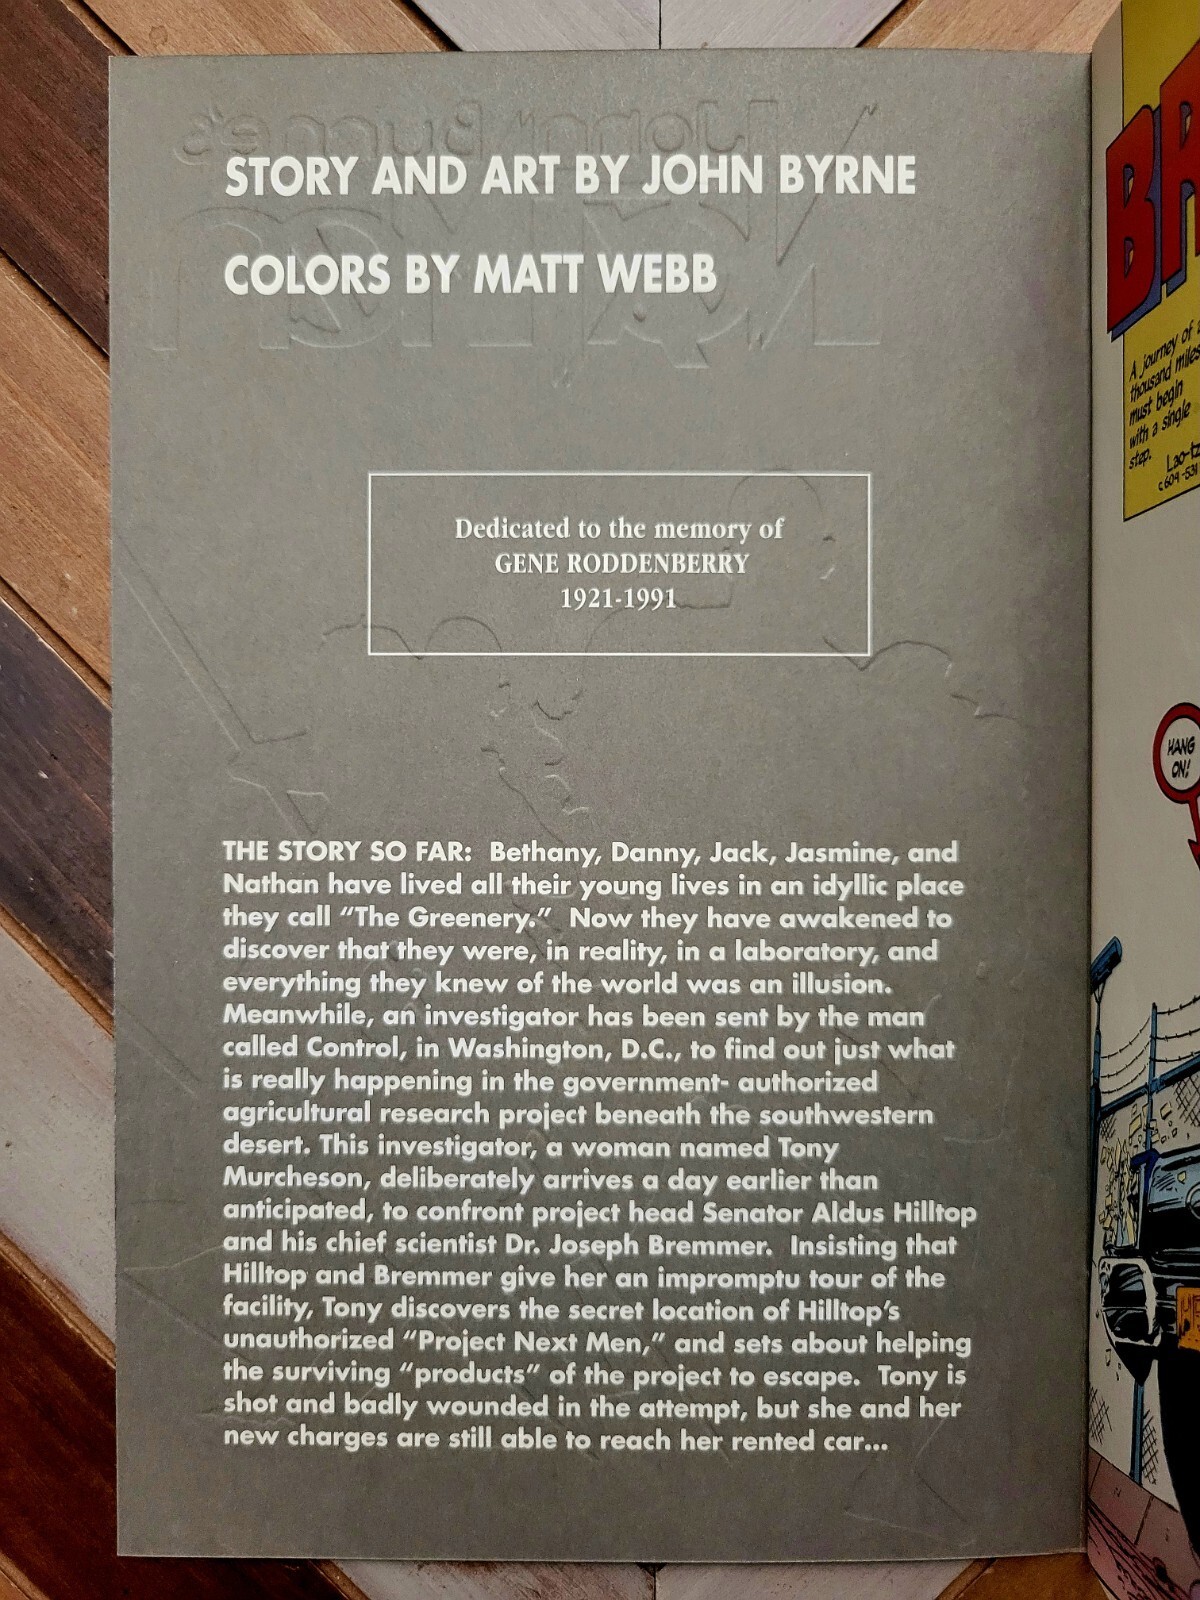 John Byrne's
NEXT MEN
STORY AND ART BY JOHN BYRNE
COLORS BY MATT WEBB
Dedicated to the memory of
GENE RODDENBERRY
1921-1991
THE STORY SO FAR:  Bethany, Danny, Jack, Jasmine, and
Nathan have lived all their young lives in an idyllic place
they call “The Greenery.”  Now they have awakened to
discover that they were, in reality, in a laboratory, and
everything they knew of the world was an illusion.
Meanwhile, an investigator has been sent by the man
called Control, in Washington, D.C., to find out just what
is really happening in the government- authorized
agricultural research project beneath the southwestern
desert. This investigator, a woman named Tony
Murcheson, deliberately arrives a day earlier than
anticipated, to confront project head Senator Aldus Hilltop
and his chief scientist Dr. Joseph Bremmer.  Insisting that
Hilltop and Bremmer give her an impromptu tour of the
facility, Tony discovers the secret location of Hilltop’s
unauthorized “Project Next Men,” and sets about helping
the surviving “products” of the project to escape.  Tony is
shot and badly wounded in the attempt, but she and her
new charges are still able to reach her rented car...
A journey of
thousand miles
must begin
with a single
step.
Lao-tz
c 604-531
HANG
ON!